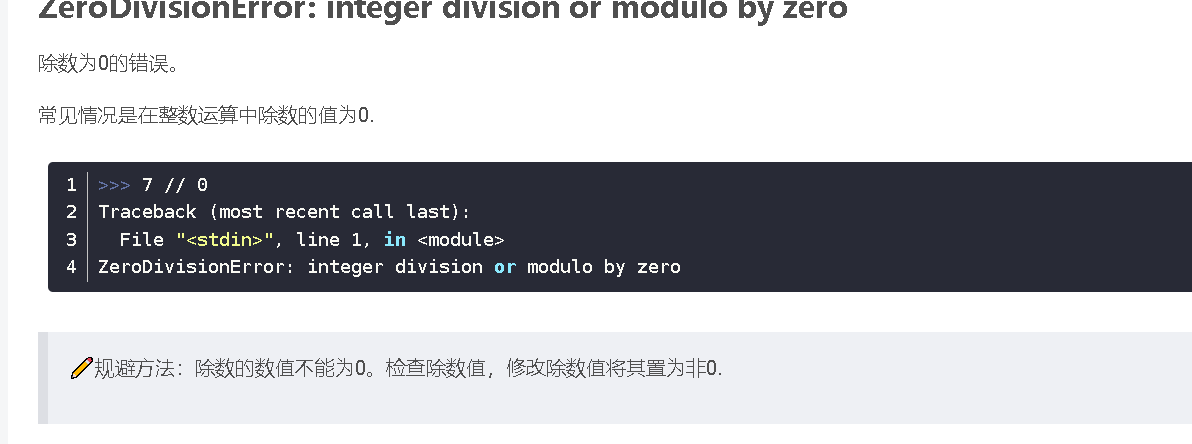 ZeroDivisionError: integer division or modulo by zero
除数为0的错误。
常见情况是在整数运算中除数的值为0.
1 >>> 7 // 0
2 Traceback (most recent call last):
3   File "<stdin>", line 1, in <module>
4 ZeroDivisionError: integer division or modulo by zero
规避方法：除数的数值不能为0。检查除数值，修改除数值将其置为非0.